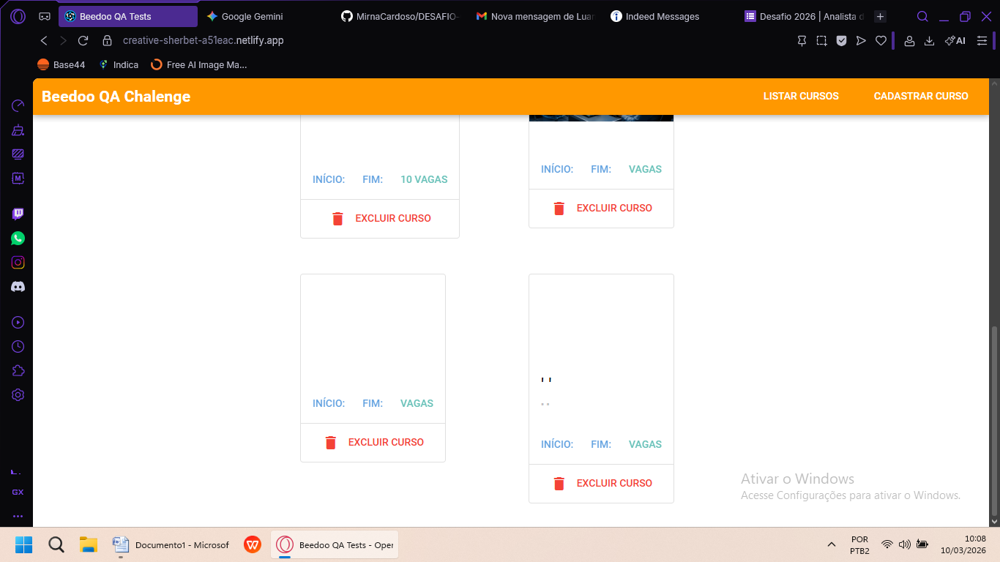 Beedoo QA Tests
Google Gemini
MirnaCardoso/DESAFIO-
Nova mensagem de Luar
Indeed Messages
Desafio 2026 | Analista d
creative-sherbet-a51eac.netlify.app
AI
Base44
Indica
Free AI Image Ma...
Beedoo QA Chalenge
LISTAR CURSOS
CADASTRAR CURSO
INÍCIO: FIM: 10 VAGAS
EXCLUIR CURSO
INÍCIO: FIM: VAGAS
EXCLUIR CURSO
INÍCIO: FIM: VAGAS
EXCLUIR CURSO
' '
" "
INÍCIO: FIM: VAGAS
EXCLUIR CURSO
M
GX
Ativar o Windows
Acesse Configurações para ativar o Windows.
Documento1 - Microsof
Beedoo QA Tests - Oper
POR
PTB2
10:08
10/03/2026